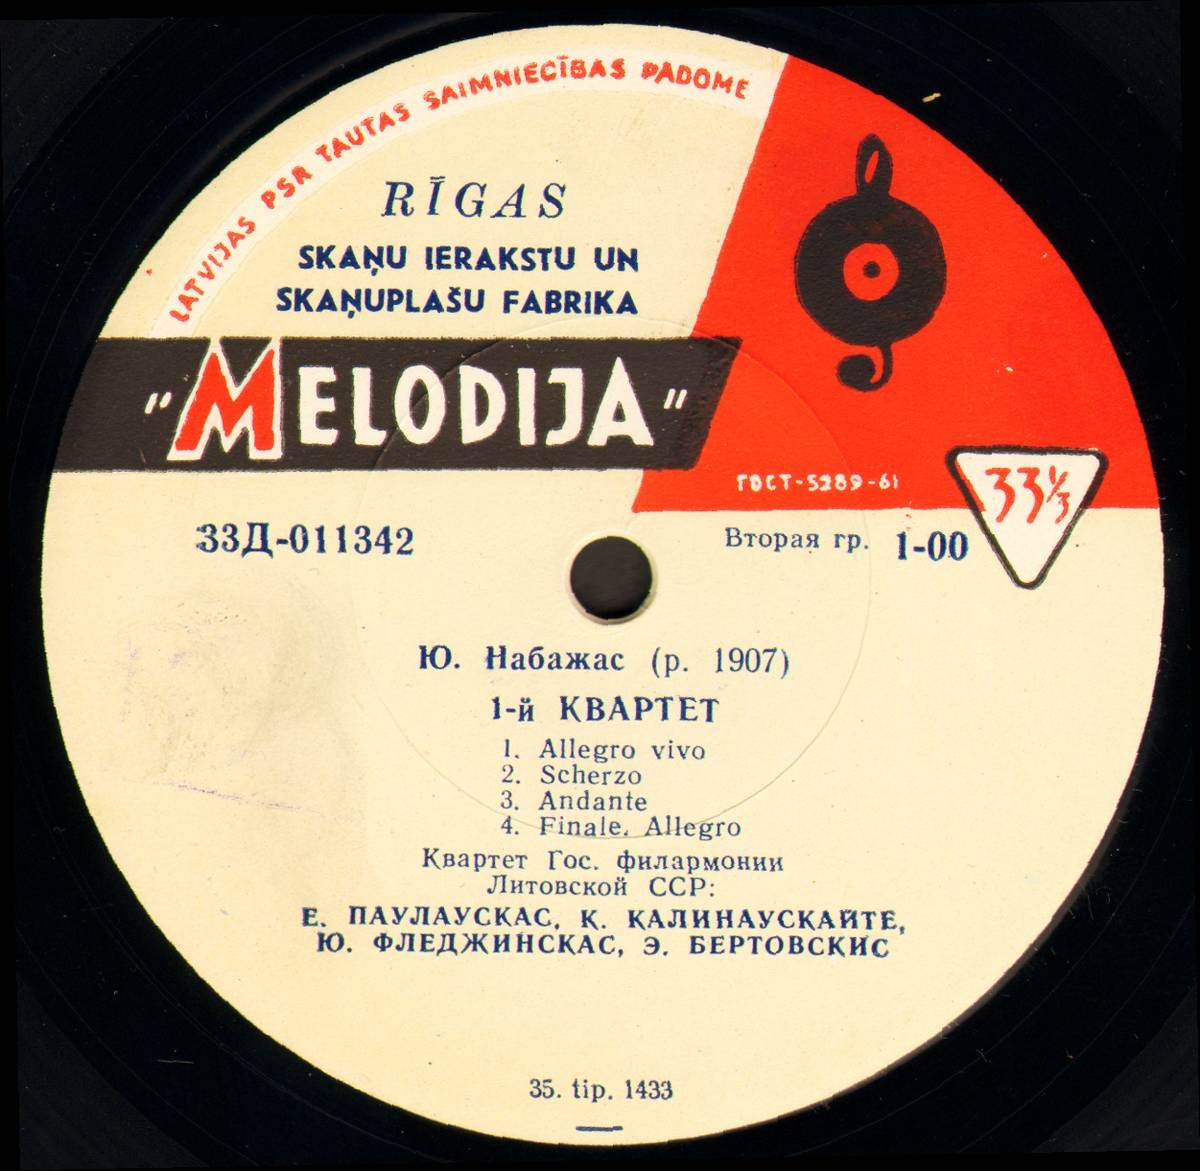 LATVIJAS PSR TAUTAS SAIMNIECĪBAS PADOME
RĪGAS
SKAŅU IERAKSTU UN
SKAŅUPLAŠU FABRIKA
"MELODIJA"
ГОСТ-5289-61
33⅓
33Д-011342
Вторая гр. 1-00
Ю. Набажас (р. 1907)
1-й КВАРТЕТ
1. Allegro vivo
2. Scherzo
3. Andante
4. Finale. Allegro
Квартет Гос. филармонии
Литовской ССР:
Е. ПАУЛАУСКАС, К. КАЛИНАУСКАЙТЕ,
Ю. ФЛЕДЖИНСКАС, Э. БЕРТОВСКИС
35. tip. 1433